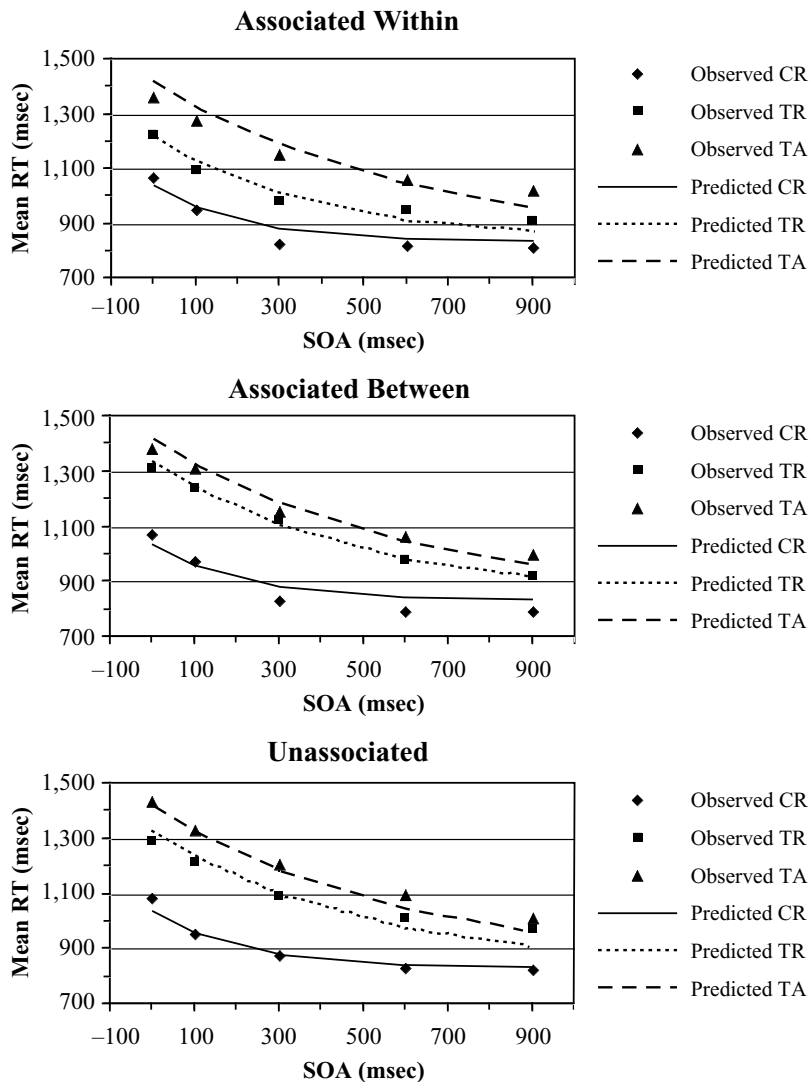 Associated Within
Mean RT (msec)
1,500
1,300
1,100
900
700
–100 100 300 500 700 900
SOA (msec)
Observed CR
Observed TR
Observed TA
Predicted CR
Predicted TR
Predicted TA
Associated Between
Mean RT (msec)
1,500
1,300
1,100
900
700
–100 100 300 500 700 900
SOA (msec)
Observed CR
Observed TR
Observed TA
Predicted CR
Predicted TR
Predicted TA
Unassociated
Mean RT (msec)
1,500
1,300
1,100
900
700
–100 100 300 500 700 900
SOA (msec)
Observed CR
Observed TR
Observed TA
Predicted CR
Predicted TR
Predicted TA